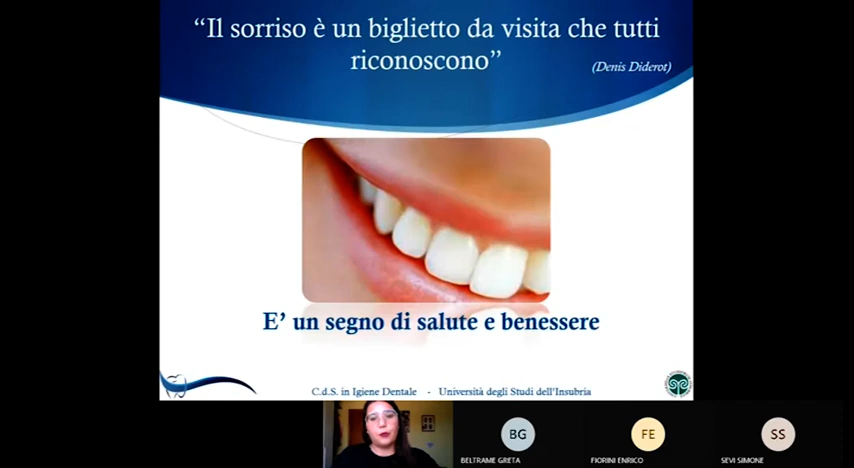 “Il sorriso è un biglietto da visita che tutti
riconoscono”
(Denis Diderot)
E’ un segno di salute e benessere
C.d.S. in Igiene Dentale - Università degli Studi dell'Insubria
BG
FE
SS
BELTRAME GRETA
FIORINI ENRICO
SEVI SIMONE